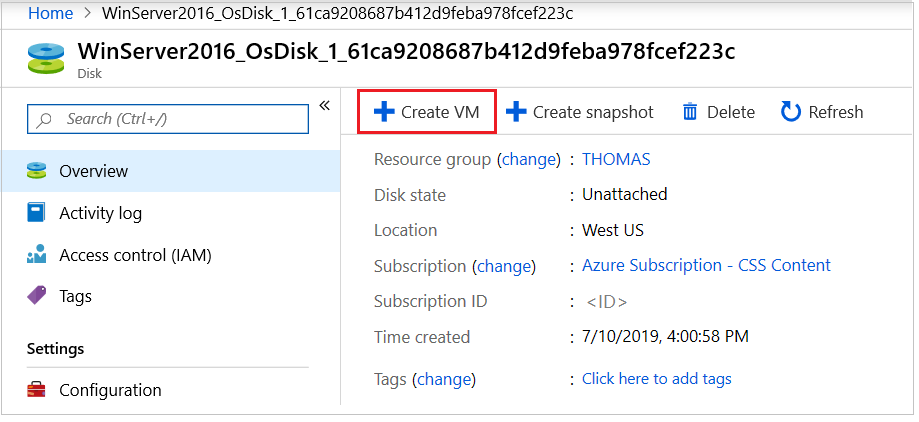 Home > WinServer2016_OsDisk_1_61ca9208687b412d9feba978fcef223c
WinServer2016_OsDisk_1_61ca9208687b412d9feba978fcef223c
Disk
Search (Ctrl+/)
«
Overview
Activity log
Access control (IAM)
Tags
Settings
Configuration
Create VM Create snapshot Delete Refresh
Resource group (change) : THOMAS
Disk state : Unattached
Location : West US
Subscription (change) : Azure Subscription - CSS Content
Subscription ID : <ID>
Time created : 7/10/2019, 4:00:58 PM
Tags (change) : Click here to add tags